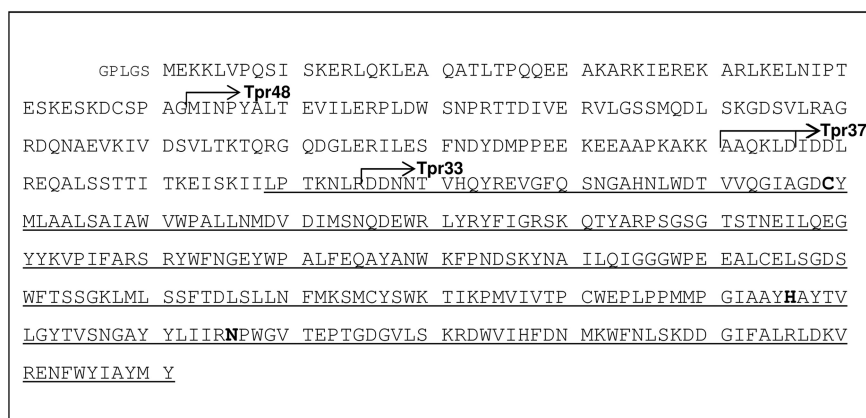 GPLGS MEKKLVPQSI SKERLQKLEA QATLTPQQEE AKARKIEREK ARLKELNIPT
Tpr48
ESKESKDCSPA AGMINPYALT EVILERPLDW SNPRTTDIVE RVLGSSMQDL SKGDSVLRAG
RDQNAEVKIV DSVLTKTQRG QDGLERILES FNDYDMPPEE KEEAAPKAKK AAQKLDIDDL
Tpr37
Tpr33
REQALSSTTI TKEISKIILP TKNLRDDNNT VHQYREVGFQ SNGAHNLWDT VVQGIAGDCY
MLAALSAIAW VWPALLNMDV DIMSNQDEWR LYRYFIGRSK QTYARPSGSG TSTNEILQEG
YYKVPIFARS RYWFNGEYWP ALFEQAYANW KFPNDSKYNA ILQIGGGWPE EALCELSGDS
WFTSSGKLML SSFTDLSLLN FMKSMCYSWK TIKPMVIVTP CWEPLPPMMP GIAAYHAYTV
LGYTVSNGAY YLIIRNPWGV TEPTGDGVLS KRDWVIHFDN MKWFNLSKDD GIFALRLDKV
RENFWYIAYM Y